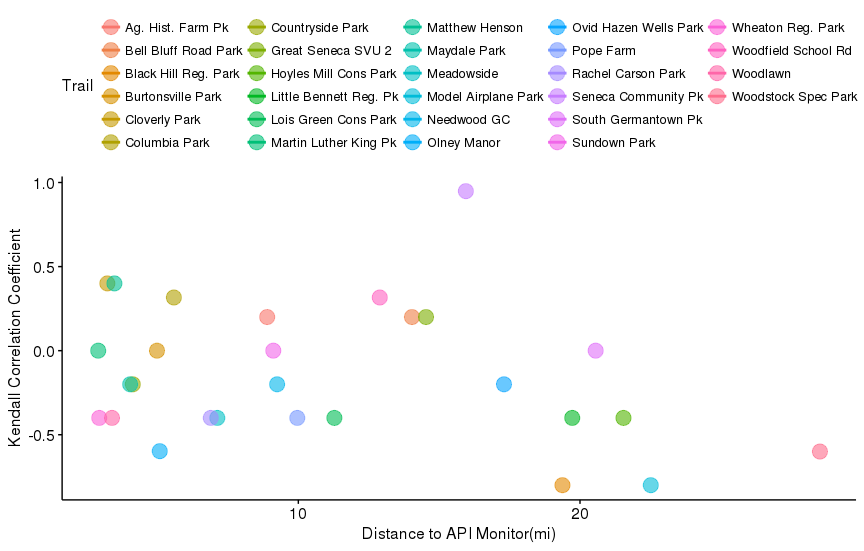 Trail
Ag. Hist. Farm Pk
Bell Bluff Road Park
Black Hill Reg. Park
Burtonsville Park
Cloverly Park
Columbia Park
Countryside Park
Great Seneca SVU 2
Hoyles Mill Cons Park
Little Bennett Reg. Pk
Lois Green Cons Park
Martin Luther King Pk
Matthew Henson
Maydale Park
Meadowside
Model Airplane Park
Needwood GC
Olney Manor
Ovid Hazen Wells Park
Pope Farm
Rachel Carson Park
Seneca Community Pk
South Germantown Pk
Sundown Park
Wheaton Reg. Park
Woodfield School Rd
Woodlawn
Woodstock Spec Park
Kendall Correlation Coefficient
1.0
0.5
0.0
-0.5
10
20
Distance to API Monitor(mi)